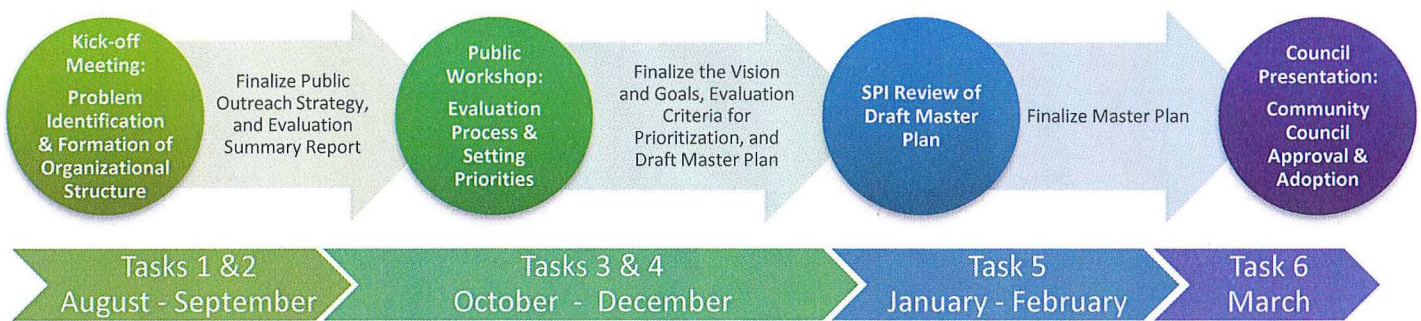 Kick-off
Meeting:
Problem
Identification
& Formation of
Organizational
Structure
Finalize Public
Outreach Strategy,
and Evaluation
Summary Report
Public
Workshop:
Evaluation
Process &
Setting
Priorities
Finalize the Vision
and Goals, Evaluation
Criteria for
Prioritization, and
Draft Master Plan
SPI Review of
Draft Master
Plan
Finalize Master Plan
Council
Presentation:
Community
Council
Approval &
Adoption
Tasks 1 &2
August - September
Tasks 3 & 4
October - December
Task 5
January - February
Task 6
March